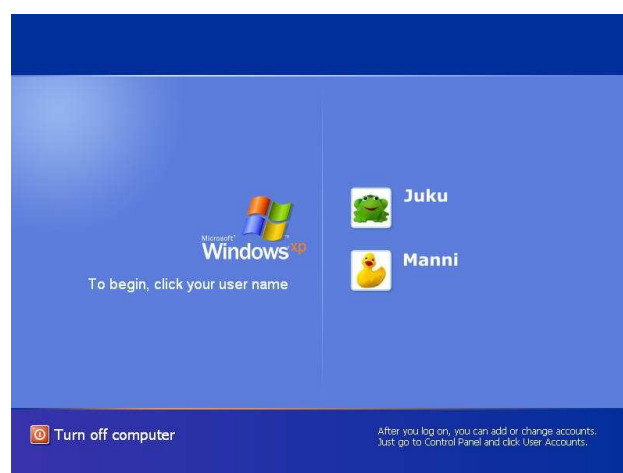 Microsoft
Windows xp
To begin, click your user name
Juku
Manni
Turn off computer
After you log on, you can add or change accounts.
Just go to Control Panel and click User Accounts.